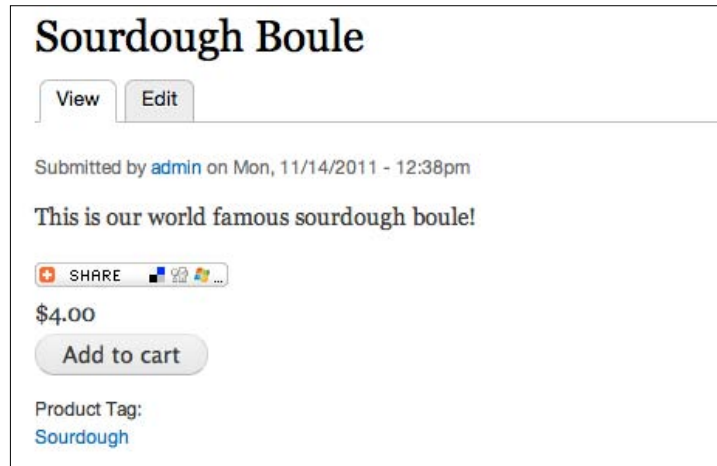 Sourdough Boule
View Edit
Submitted by admin on Mon, 11/14/2011 - 12:38pm
This is our world famous sourdough boule!
SHARE ...
$4.00
Add to cart
Product Tag:
Sourdough